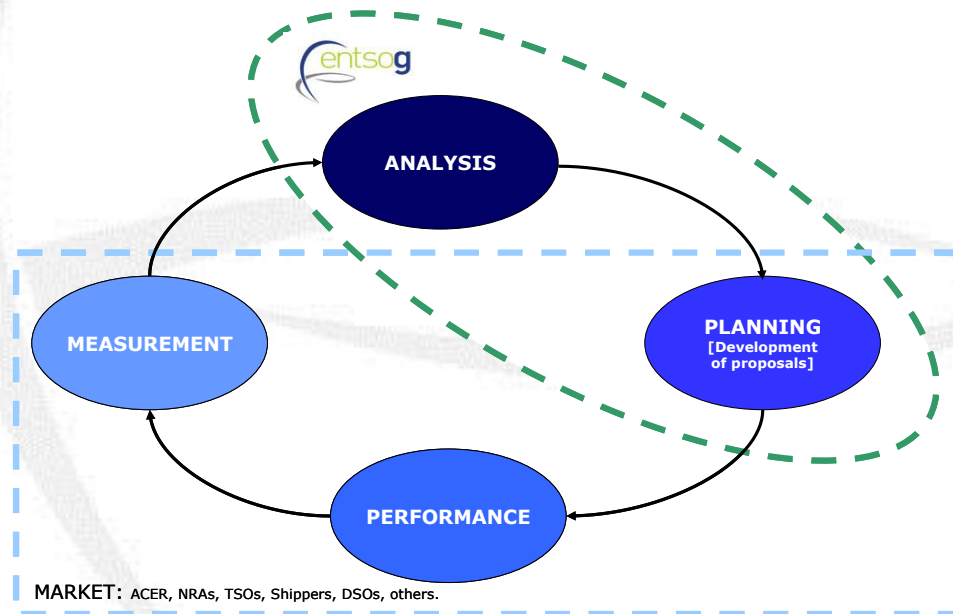 entsog
ANALYSIS
PLANNING
[Development
of proposals]
MEASUREMENT
PERFORMANCE
MARKET: ACER, NRAs, TSOs, Shippers, DSOs, others.